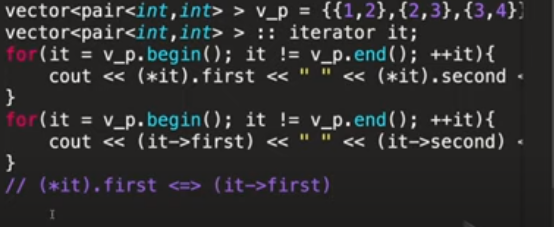 vector<pair<int,int> > v_p = {{1,2},{2,3},{3,4}}
vector<pair<int,int> > :: iterator it;
for(it = v_p.begin(); it != v_p.end(); ++it){
    cout << (*it).first << " " << (*it).second <
}
for(it = v_p.begin(); it != v_p.end(); ++it){
    cout << (it->first) << " " << (it->second) <
}
// (*it).first <=> (it->first)